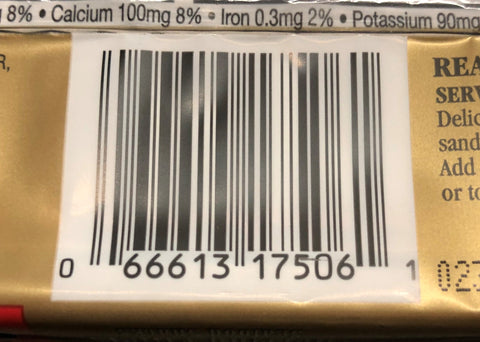 8% • Calcium 100mg 8% • Iron 0.3mg 2% • Potassium 90mg
R,
REA
SERV
Delic
sand
Add
or to
0 66613 17506 1
023